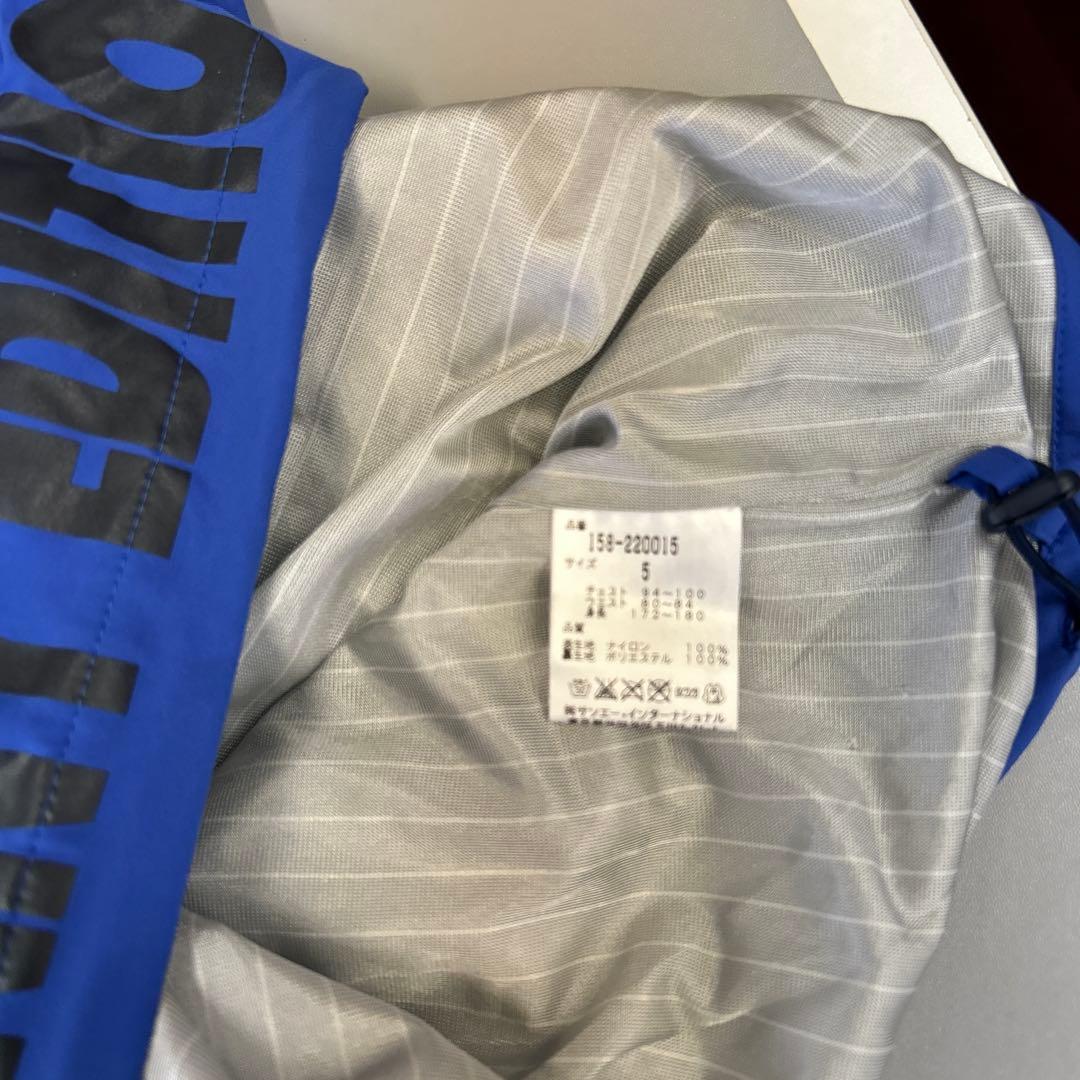 品番
158-220015
サイズ
5
チェスト 94~100
ウエスト 80~84
身長 172~180
品質
表生地 ナイロン 100%
裏生地 ポリエステル 100%
㈱サンエー・インターナショナル